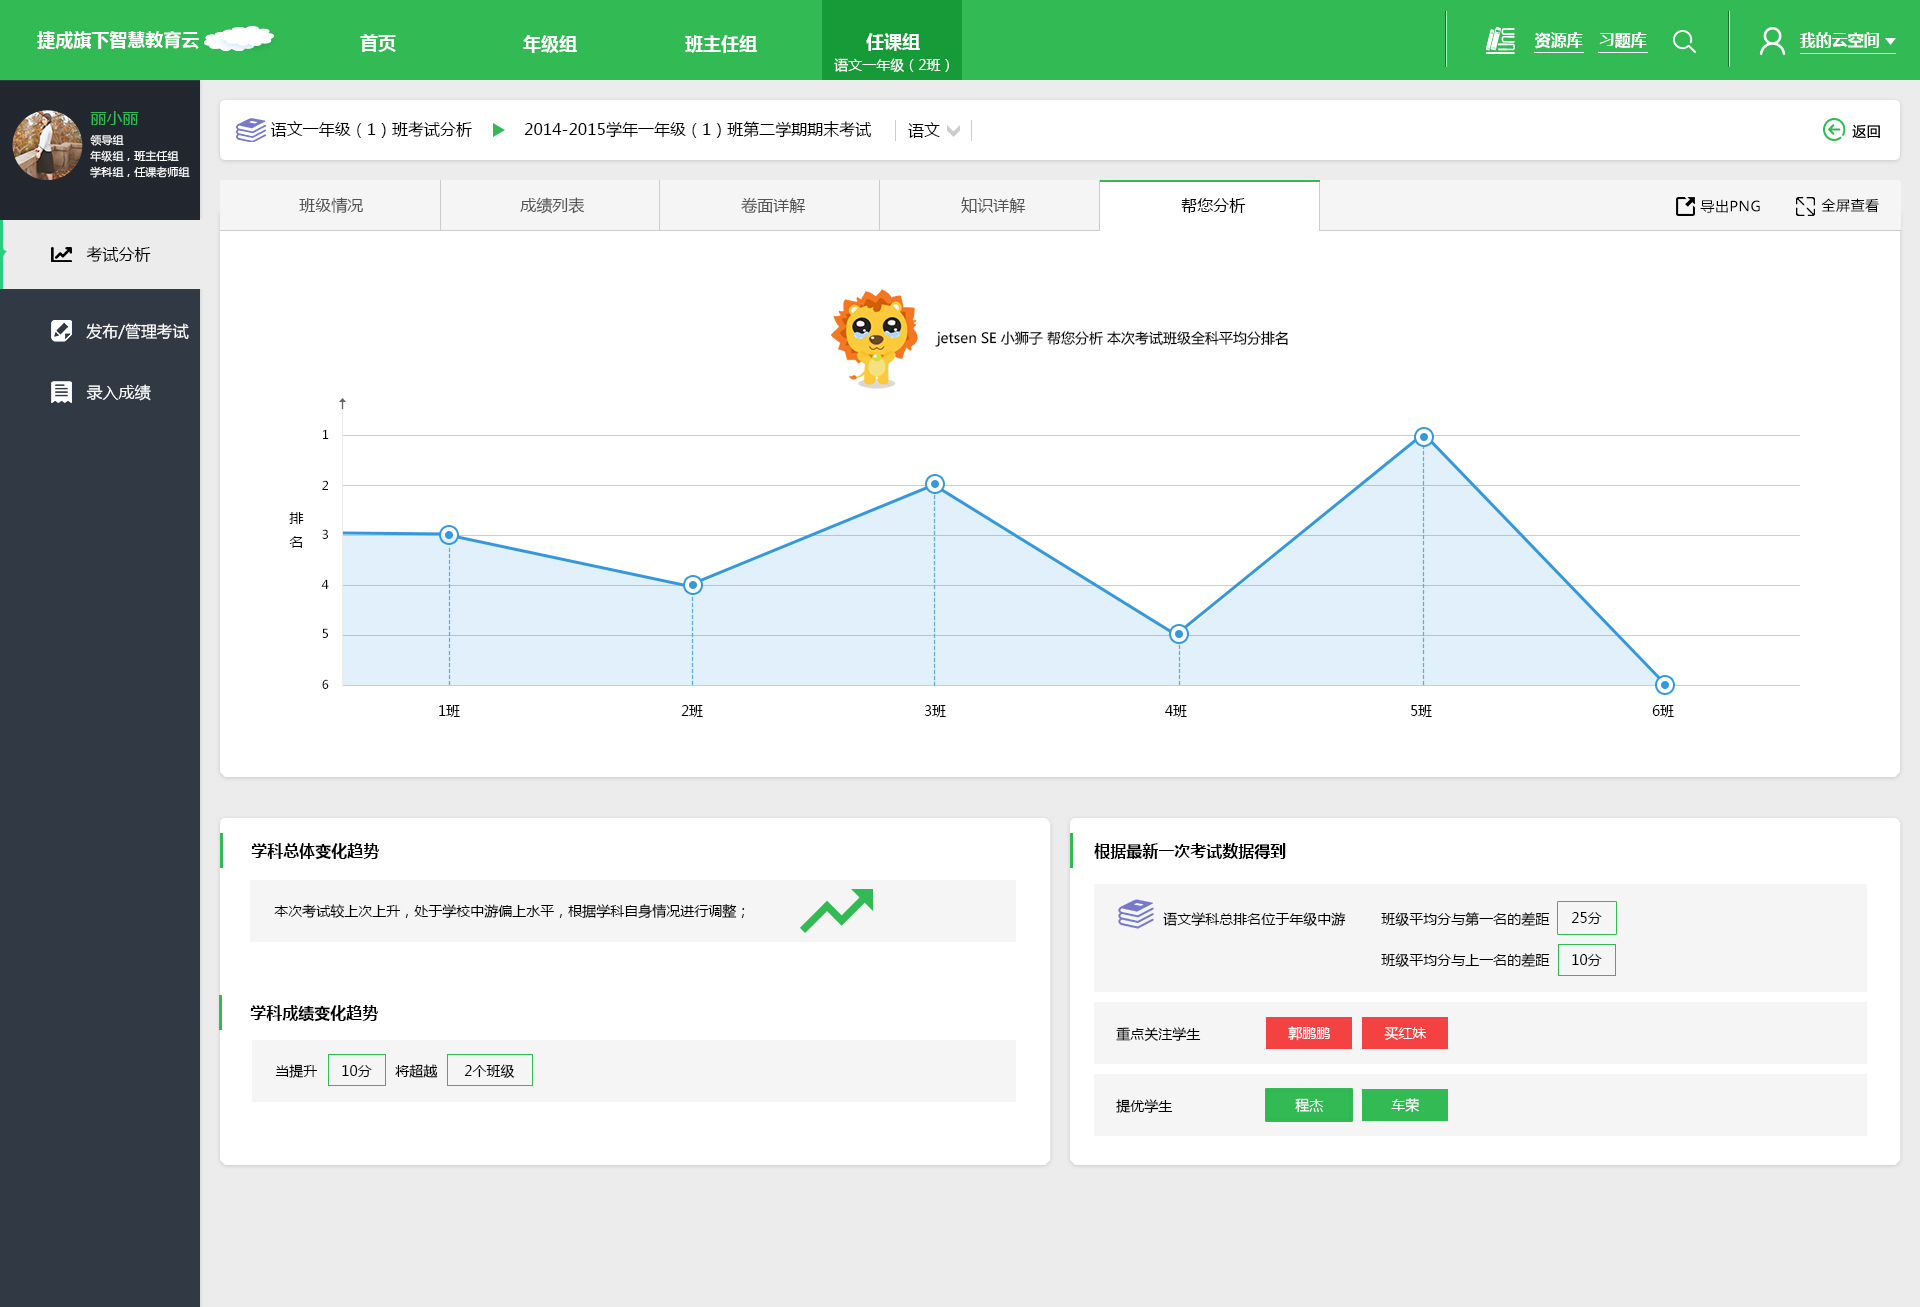 捷成旗下智慧教育云
首页
年级组
班主任组
任课组
语文一年级（2班）
资源库
习题库
我的云空间
丽小丽
领导组
年级组，班主任组
学科组，任课老师组
考试分析
发布/管理考试
录入成绩
语文一年级（1）班考试分析
2014-2015学年一年级（1）班第二学期期末考试
语文
返回
班级情况
成绩列表
卷面详解
知识详解
帮您分析
导出PNG
全屏查看
jetsen SE 小狮子 帮您分析 本次考试班级全科平均分排名
排名
1
2
3
4
5
6
1班
2班
3班
4班
5班
6班
学科总体变化趋势
本次考试较上次上升，处于学校中游偏上水平，根据学科自身情况进行调整；
学科成绩变化趋势
当提升 10分 将超越 2个班级
根据最新一次考试数据得到
语文学科总排名位于年级中游
班级平均分与第一名的差距 25分
班级平均分与上一名的差距 10分
重点关注学生 郭鹏鹏 买红妹
提优学生 程杰 车荣